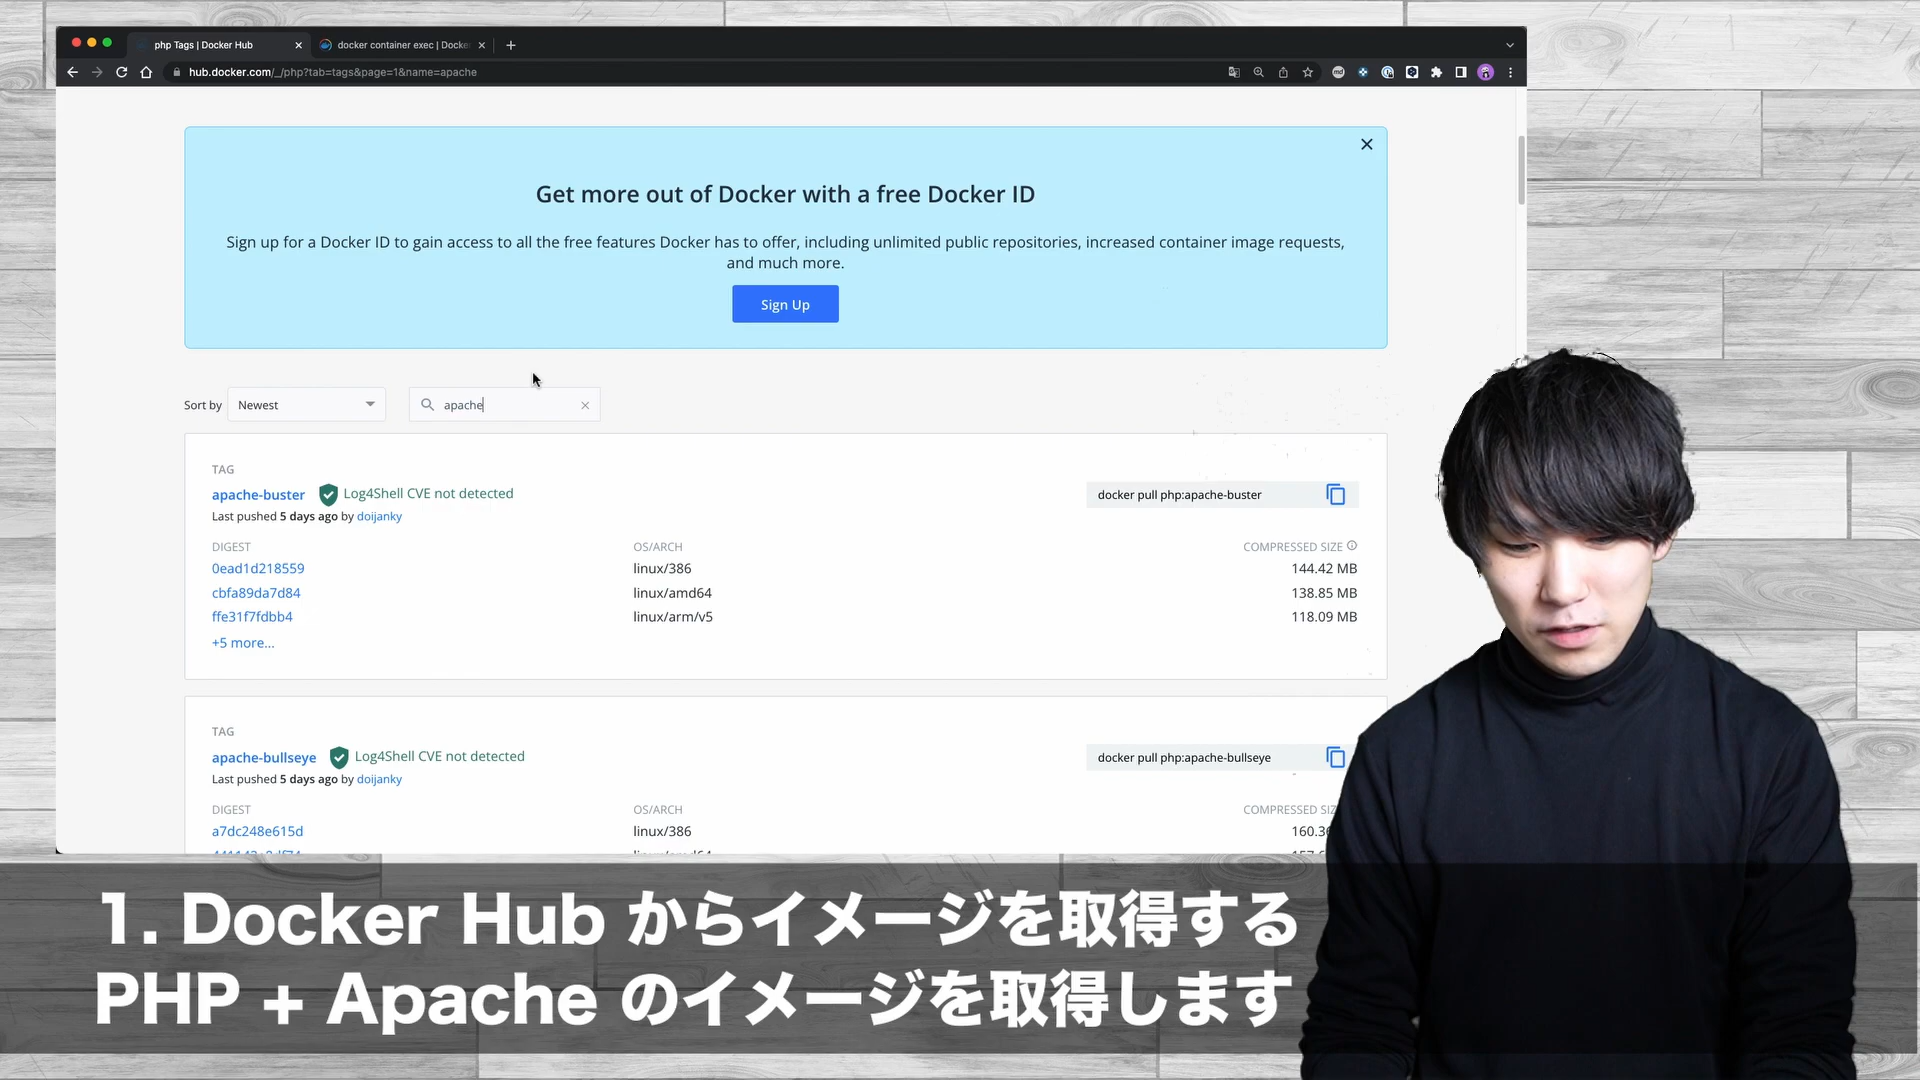 php Tags | Docker Hub
docker container exec | Docke
hub.docker.com/_/php?tab=tags&page=1&name=apache
Get more out of Docker with a free Docker ID
Sign up for a Docker ID to gain access to all the free features Docker has to offer, including unlimited public repositories, increased container image requests,
and much more.
Sign Up
Sort by Newest apache
TAG
apache-buster Log4Shell CVE not detected docker pull php:apache-buster
Last pushed 5 days ago by doijanky
DIGEST OS/ARCH COMPRESSED SIZE
0ead1d218559 linux/386 144.42 MB
cbfa89da7d84 linux/amd64 138.85 MB
ffe31f7fdbb4 linux/arm/v5 118.09 MB
+5 more...
TAG
apache-bullseye Log4Shell CVE not detected docker pull php:apache-bullseye
Last pushed 5 days ago by doijanky
DIGEST OS/ARCH COMPRESSED SIZ
a7dc248e615d linux/386 160.36
1. Docker Hub からイメージを取得する
PHP + Apache のイメージを取得します